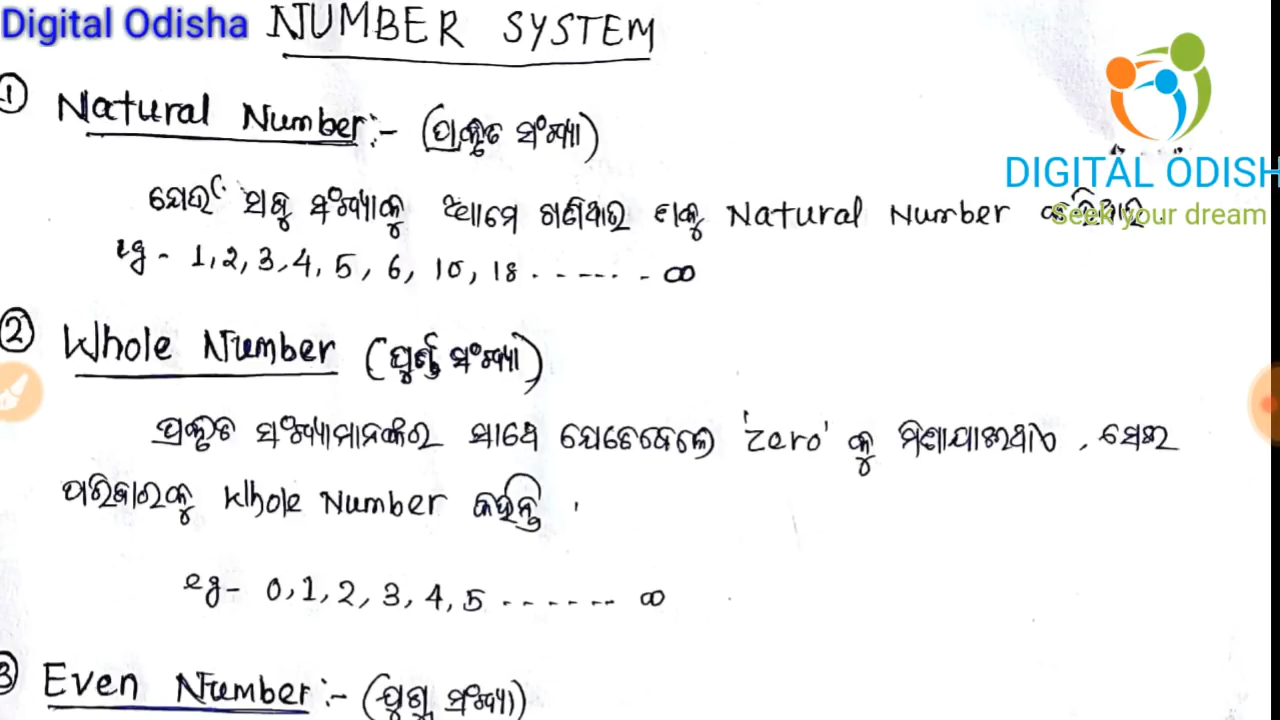 Digital Odisha NUMBER SYSTEM
① Natural Number:- (ପ୍ରାକୃତ ସଂଖ୍ୟା)
DIGITAL ODISH
ଯେଉଁ ସବୁ ସଂଖ୍ୟାକୁ ଆମେ ଗଣିଥାଉ ତାକୁ Natural Number
Seek your dream
eg - 1, 2, 3, 4, 5, 6, 10, 18 . - - - . - ∞
② Whole Number (ପୂର୍ଣ୍ଣ ସଂଖ୍ୟା)
ପ୍ରାକୃତ ସଂଖ୍ୟାମାନଙ୍କର ସାଥେ ଯେତେବେଳେ 'Zero' କୁ ମିଶାଯାଇଥାଏ, ସେଇ
ପରିବାରକୁ Whole Number କହନ୍ତି ।
eg - 0, 1, 2, 3, 4, 5 - - - - - - - ∞
③ Even Number :- (ଯୁଗ୍ମ ସଂଖ୍ୟା)